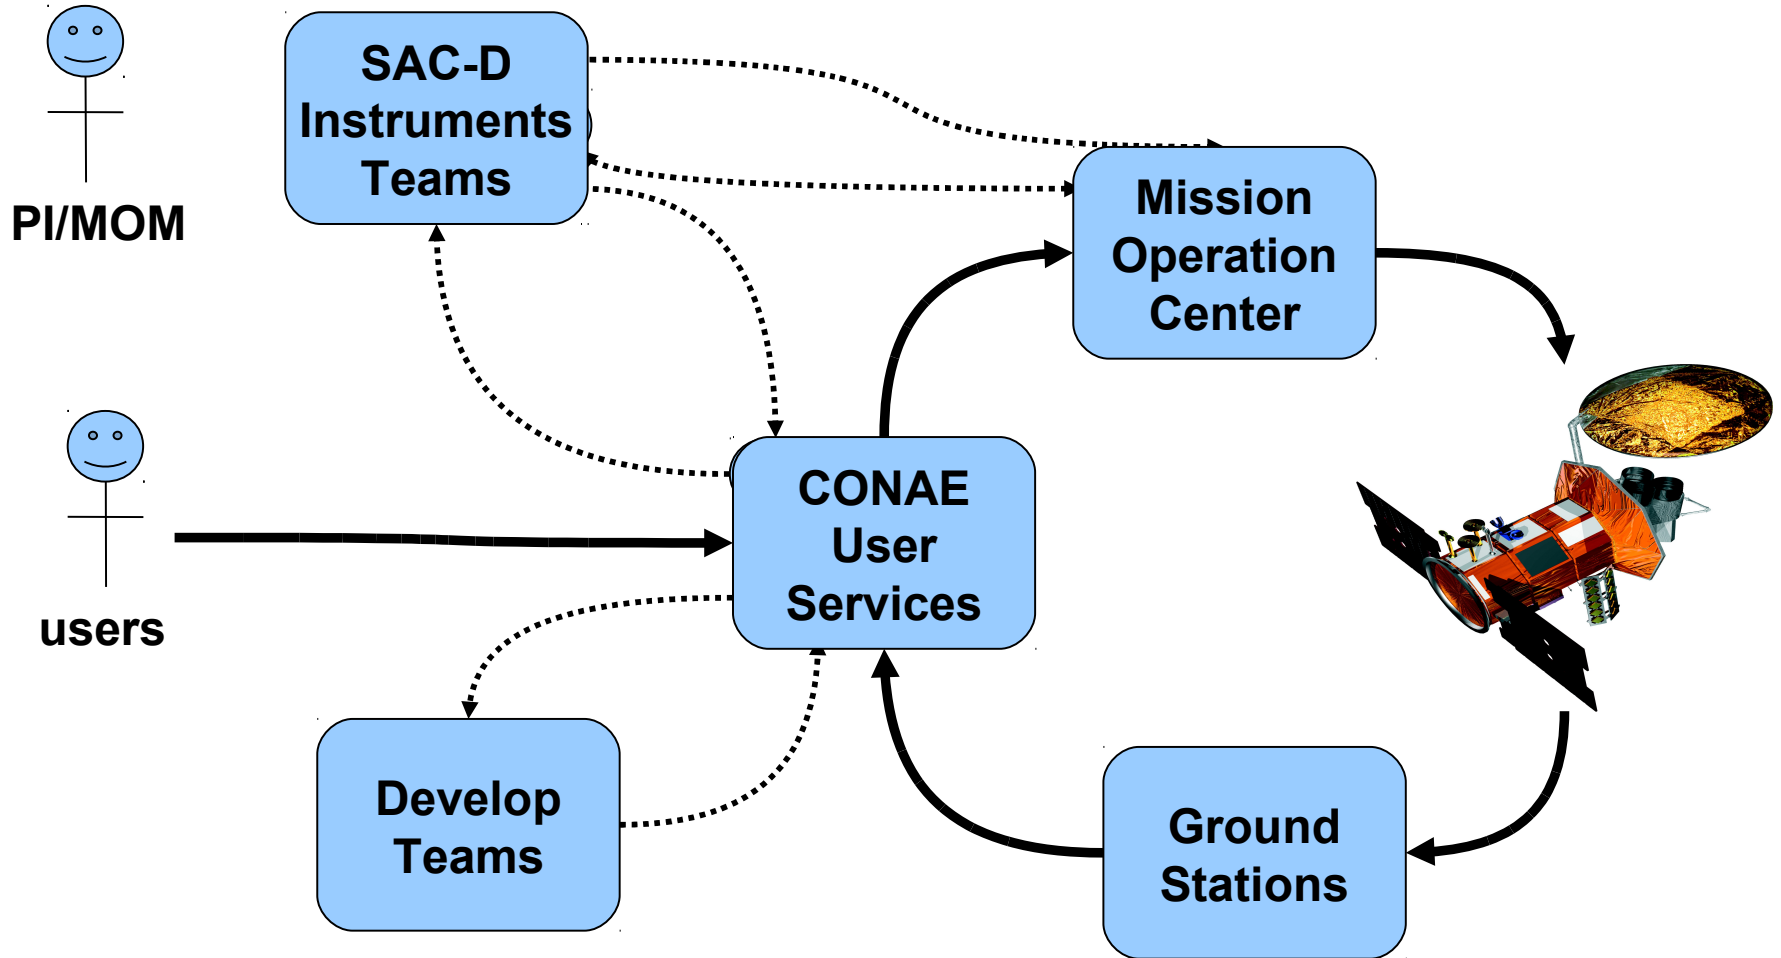 SAC-D
Instruments
Teams
PI/MOM
Mission
Operation
Center
CONAE
User
Services
users
Develop
Teams
Ground
Stations